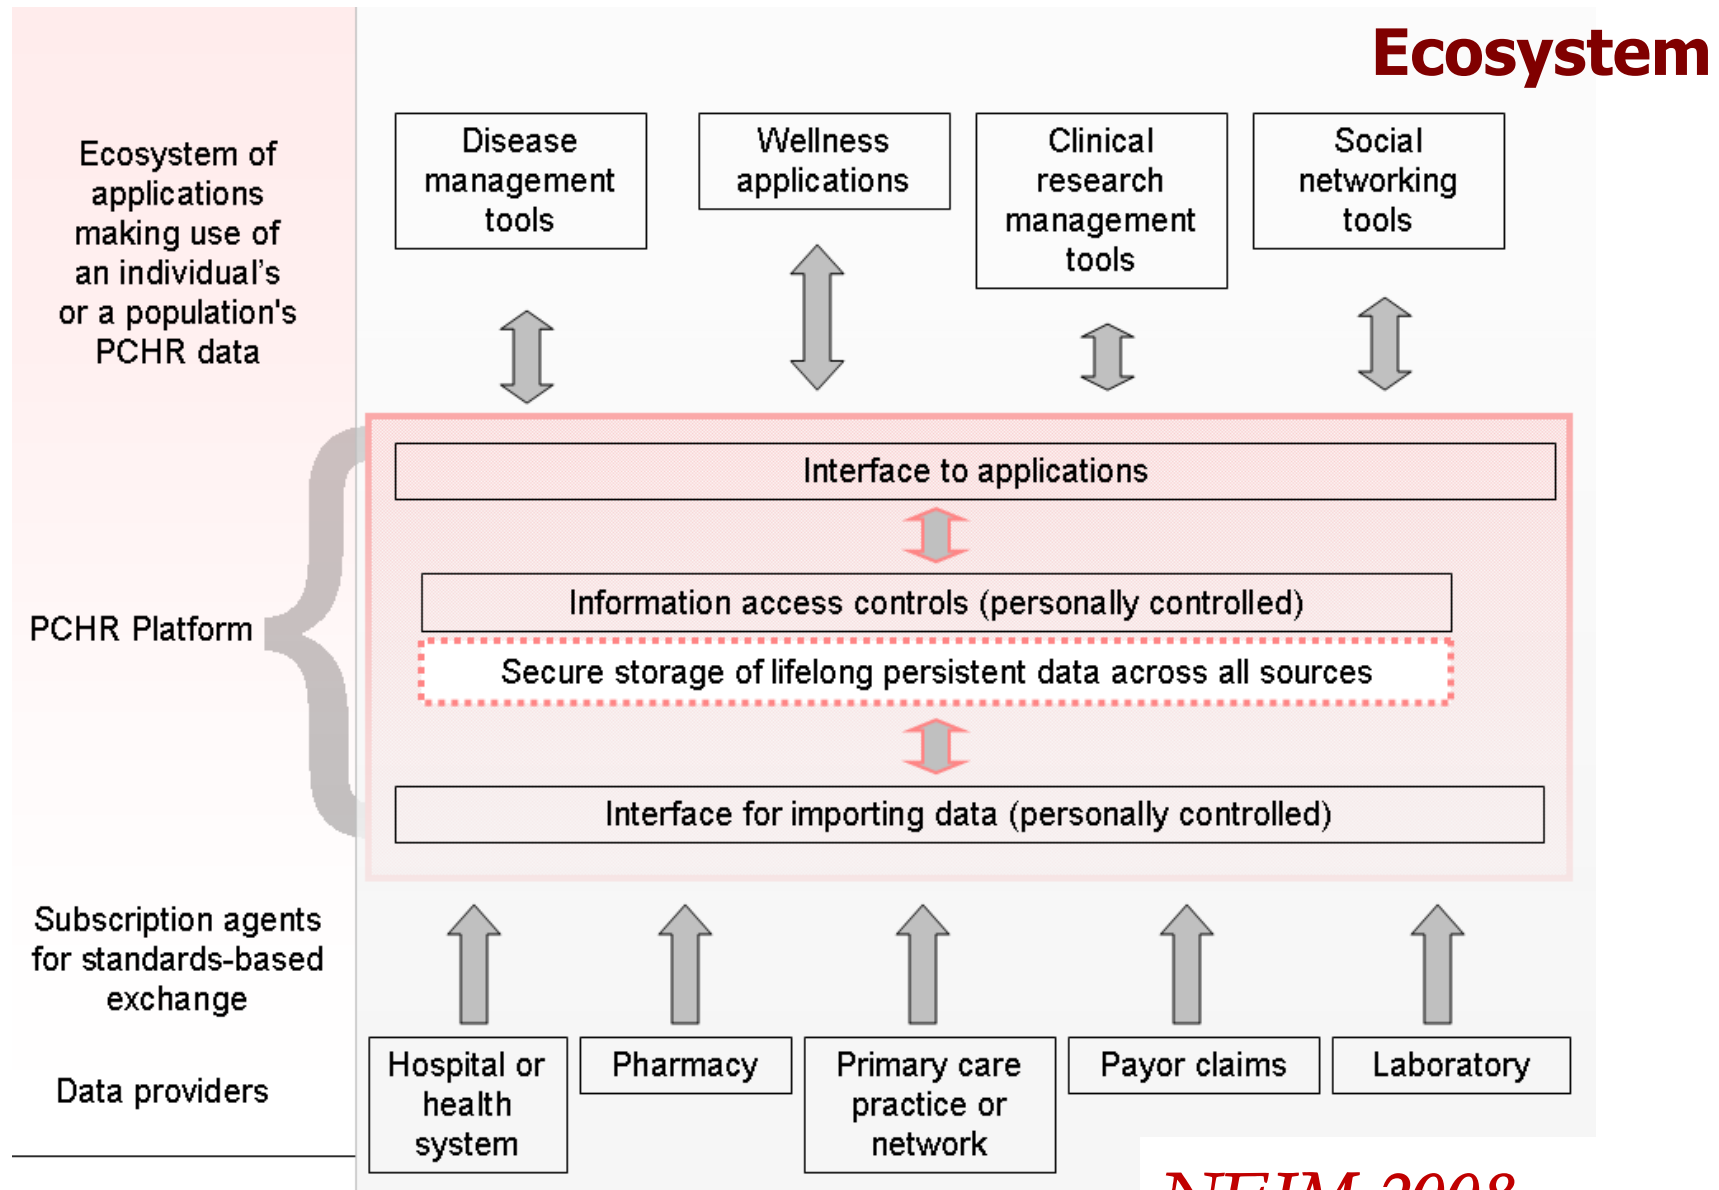 Ecosystem
Ecosystem of
applications
making use of
an individual's
or a population's
PCHR data
Disease
management
tools
Wellness
applications
Clinical
research
management
tools
Social
networking
tools
PCHR Platform
Interface to applications
Information access controls (personally controlled)
Secure storage of lifelong persistent data across all sources
Interface for importing data (personally controlled)
Subscription agents
for standards-based
exchange
Data providers
Hospital or
health
system
Pharmacy
Primary care
practice or
network
Payor claims
Laboratory
NEJM 2008